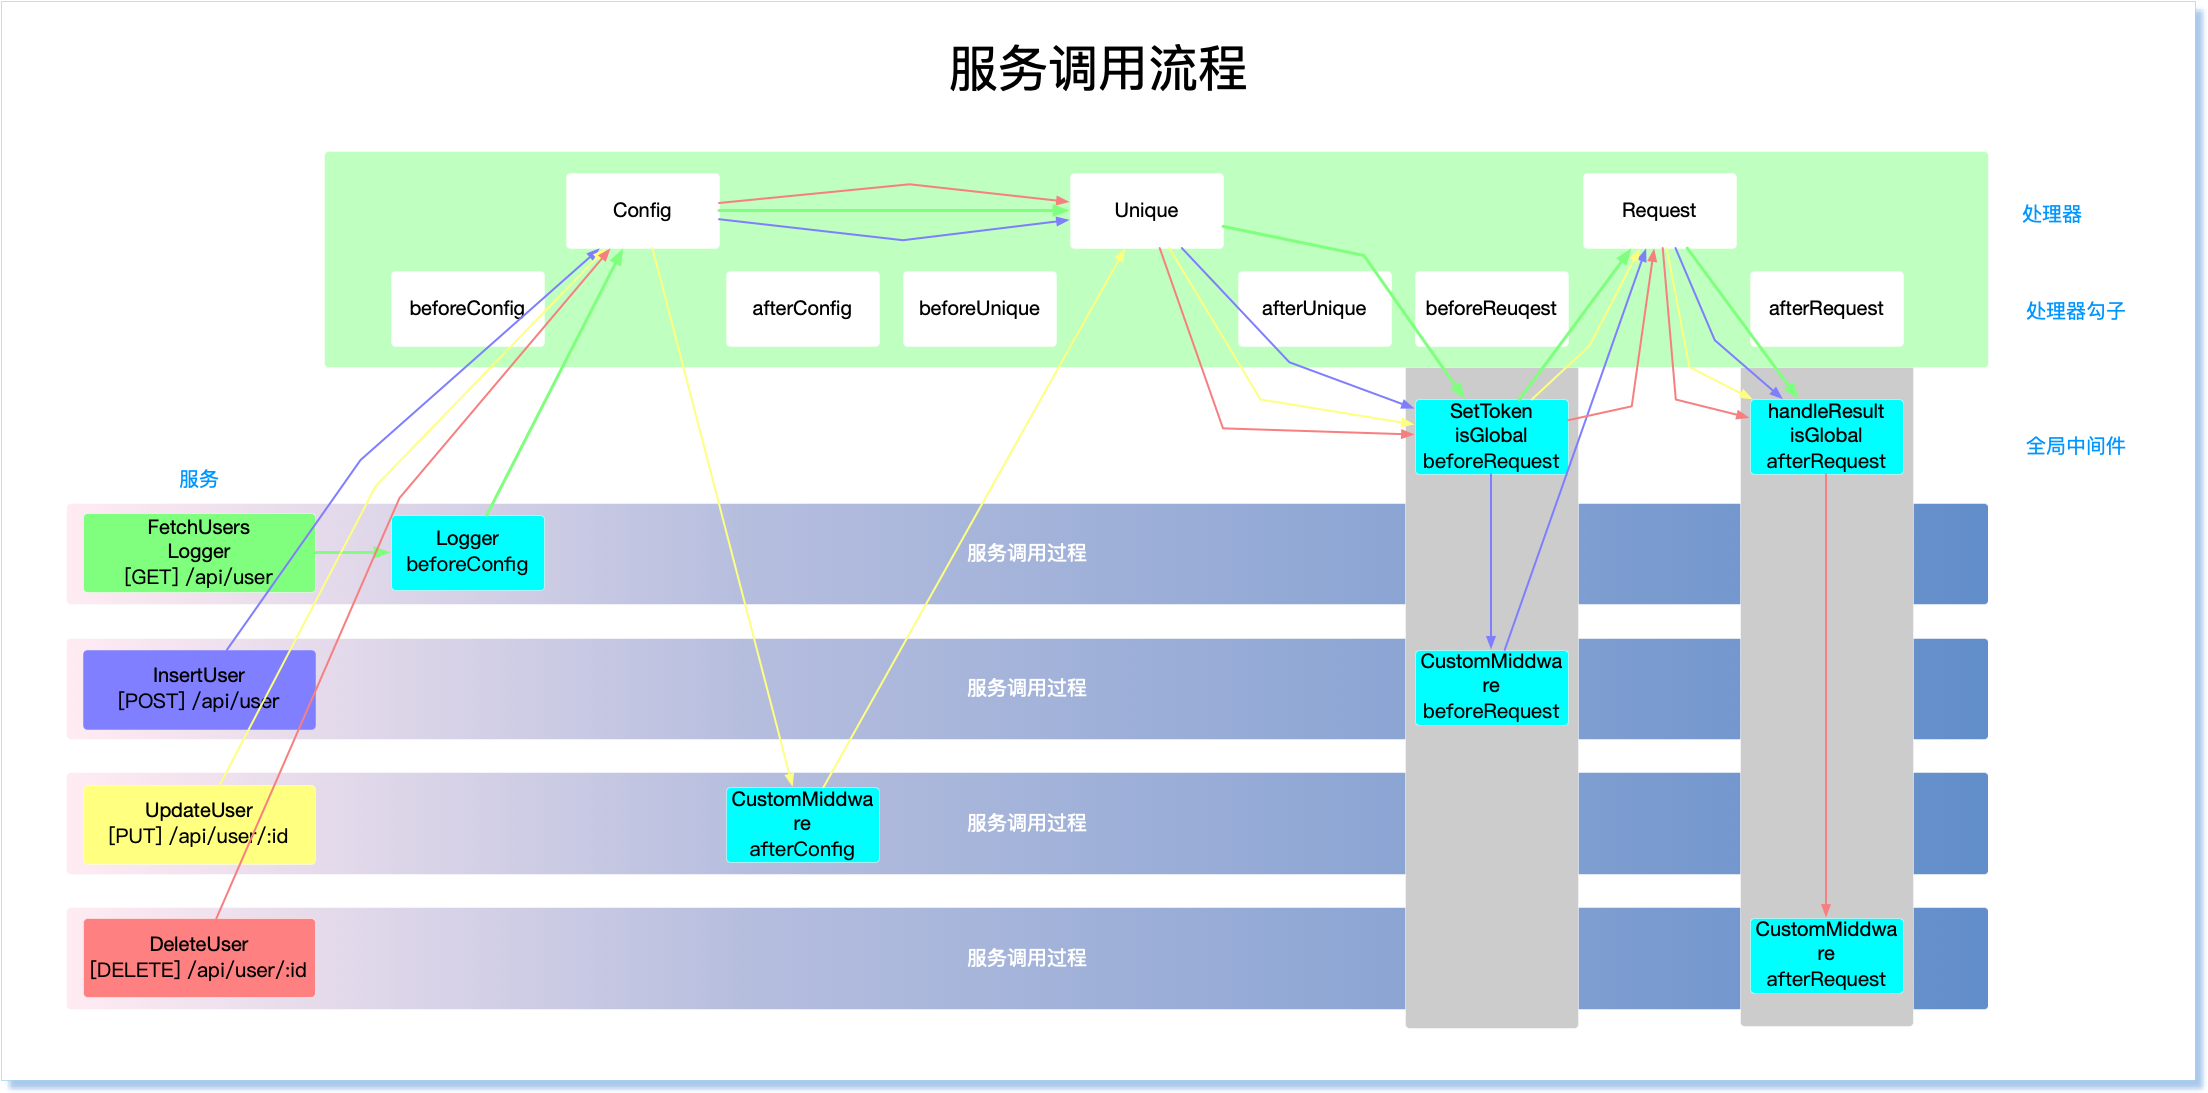 服务调用流程
Config
Unique
Request
处理器
beforeConfig
afterConfig
beforeUnique
afterUnique
beforeReuqest
afterRequest
处理器勾子
SetToken
isGlobal
beforeRequest
handleResult
isGlobal
afterRequest
全局中间件
服务
FetchUsers
Logger
[GET] /api/user
Logger
beforeConfig
服务调用过程
InsertUser
[POST] /api/user
服务调用过程
CustomMiddwa
re
beforeRequest
UpdateUser
[PUT] /api/user/:id
CustomMiddwa
re
afterConfig
服务调用过程
DeleteUser
[DELETE] /api/user/:id
服务调用过程
CustomMiddwa
re
afterRequest